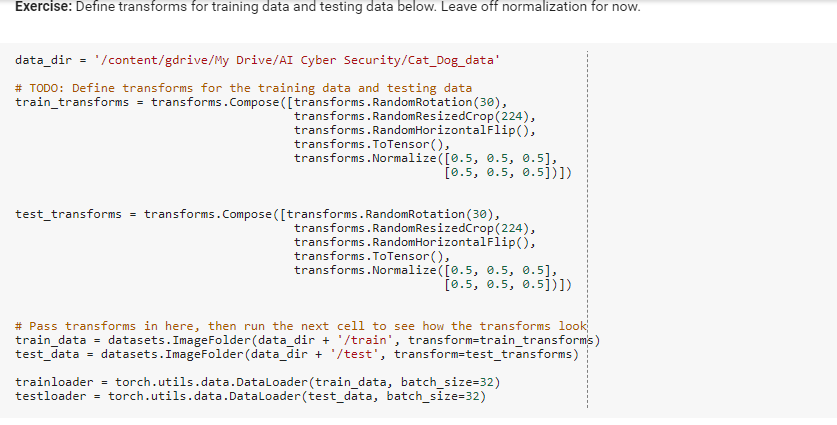 Exercise: Define transforms for training data and testing data below. Leave off normalization for now.
data_dir = '/content/gdrive/My Drive/AI Cyber Security/Cat_Dog_data'
# TODO: Define transforms for the training data and testing data
train_transforms = transforms.Compose([transforms.RandomRotation(30),
transforms.RandomResizedCrop(224),
transforms.RandomHorizontalFlip(),
transforms.ToTensor(),
transforms.Normalize([0.5, 0.5, 0.5],
[0.5, 0.5, 0.5])])
test_transforms = transforms.Compose([transforms.RandomRotation(30),
transforms.RandomResizedCrop(224),
transforms.RandomHorizontalFlip(),
transforms.ToTensor(),
transforms.Normalize([0.5, 0.5, 0.5],
[0.5, 0.5, 0.5])])
# Pass transforms in here, then run the next cell to see how the transforms look
train_data = datasets.ImageFolder(data_dir + '/train', transform=train_transforms)
test_data = datasets.ImageFolder(data_dir + '/test', transform=test_transforms)
trainloader = torch.utils.data.DataLoader(train_data, batch_size=32)
testloader = torch.utils.data.DataLoader(test_data, batch_size=32)